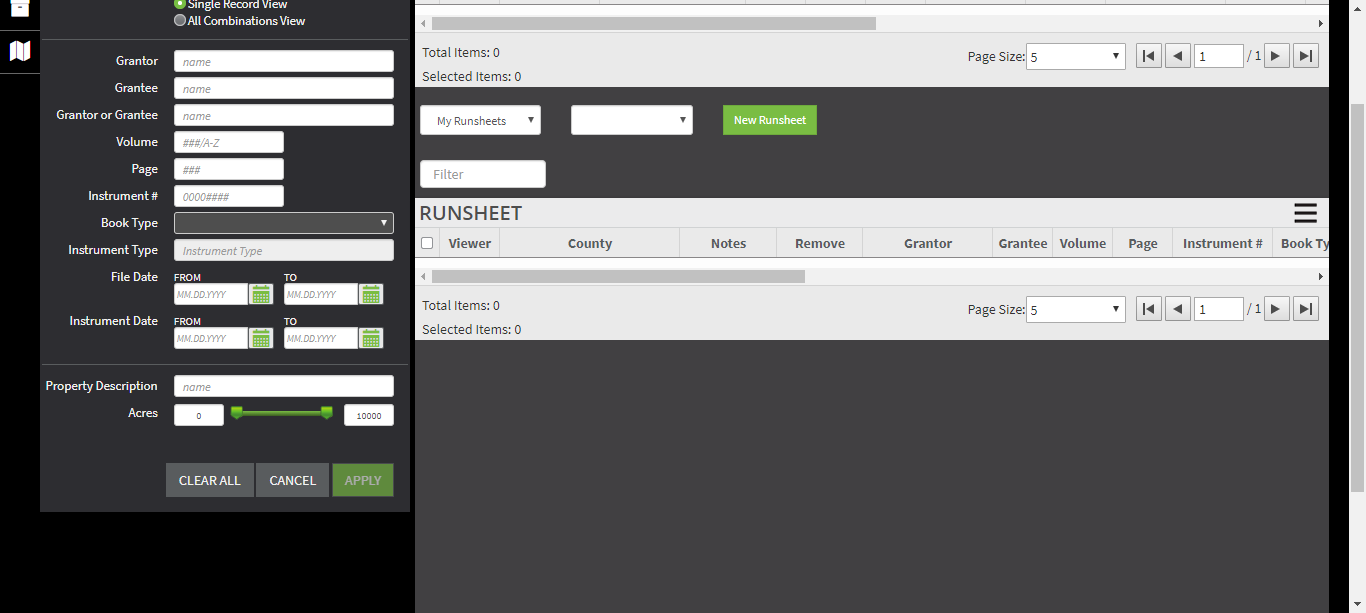 Single Record View
All Combinations View
Grantor name
Grantee name
Grantor or Grantee name
Volume ###/A-Z
Page ###
Instrument # 0000####
Book Type
Instrument Type Instrument Type
File Date FROM TO
MM.DD.YYYY MM.DD.YYYY
Instrument Date FROM TO
MM.DD.YYYY MM.DD.YYYY
Property Description name
Acres 0 10000
CLEAR ALL CANCEL APPLY
Total Items: 0
Selected Items: 0
Page Size: 5 1 / 1
My Runsheets New Runsheet
Filter
RUNSHEET
Viewer County Notes Remove Grantor Grantee Volume Page Instrument # Book Ty
Total Items: 0
Selected Items: 0
Page Size: 5 1 / 1